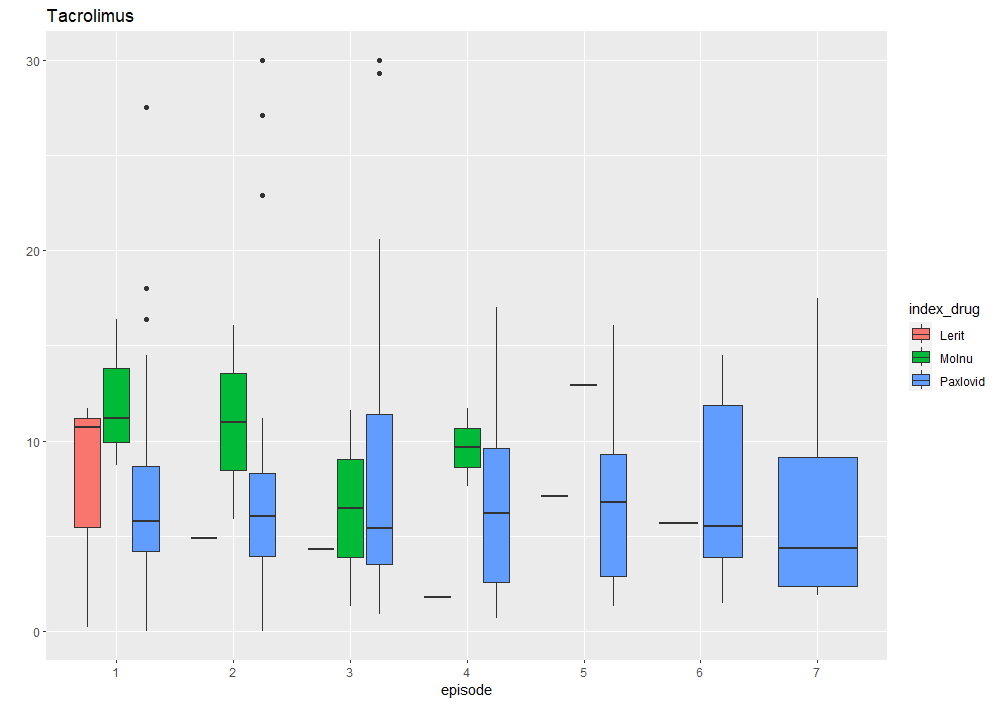 Tacrolimus
30
20
10
0
1 2 3 4 5 6 7
episode
index_drug
Lerit
Molnu
Paxlovid